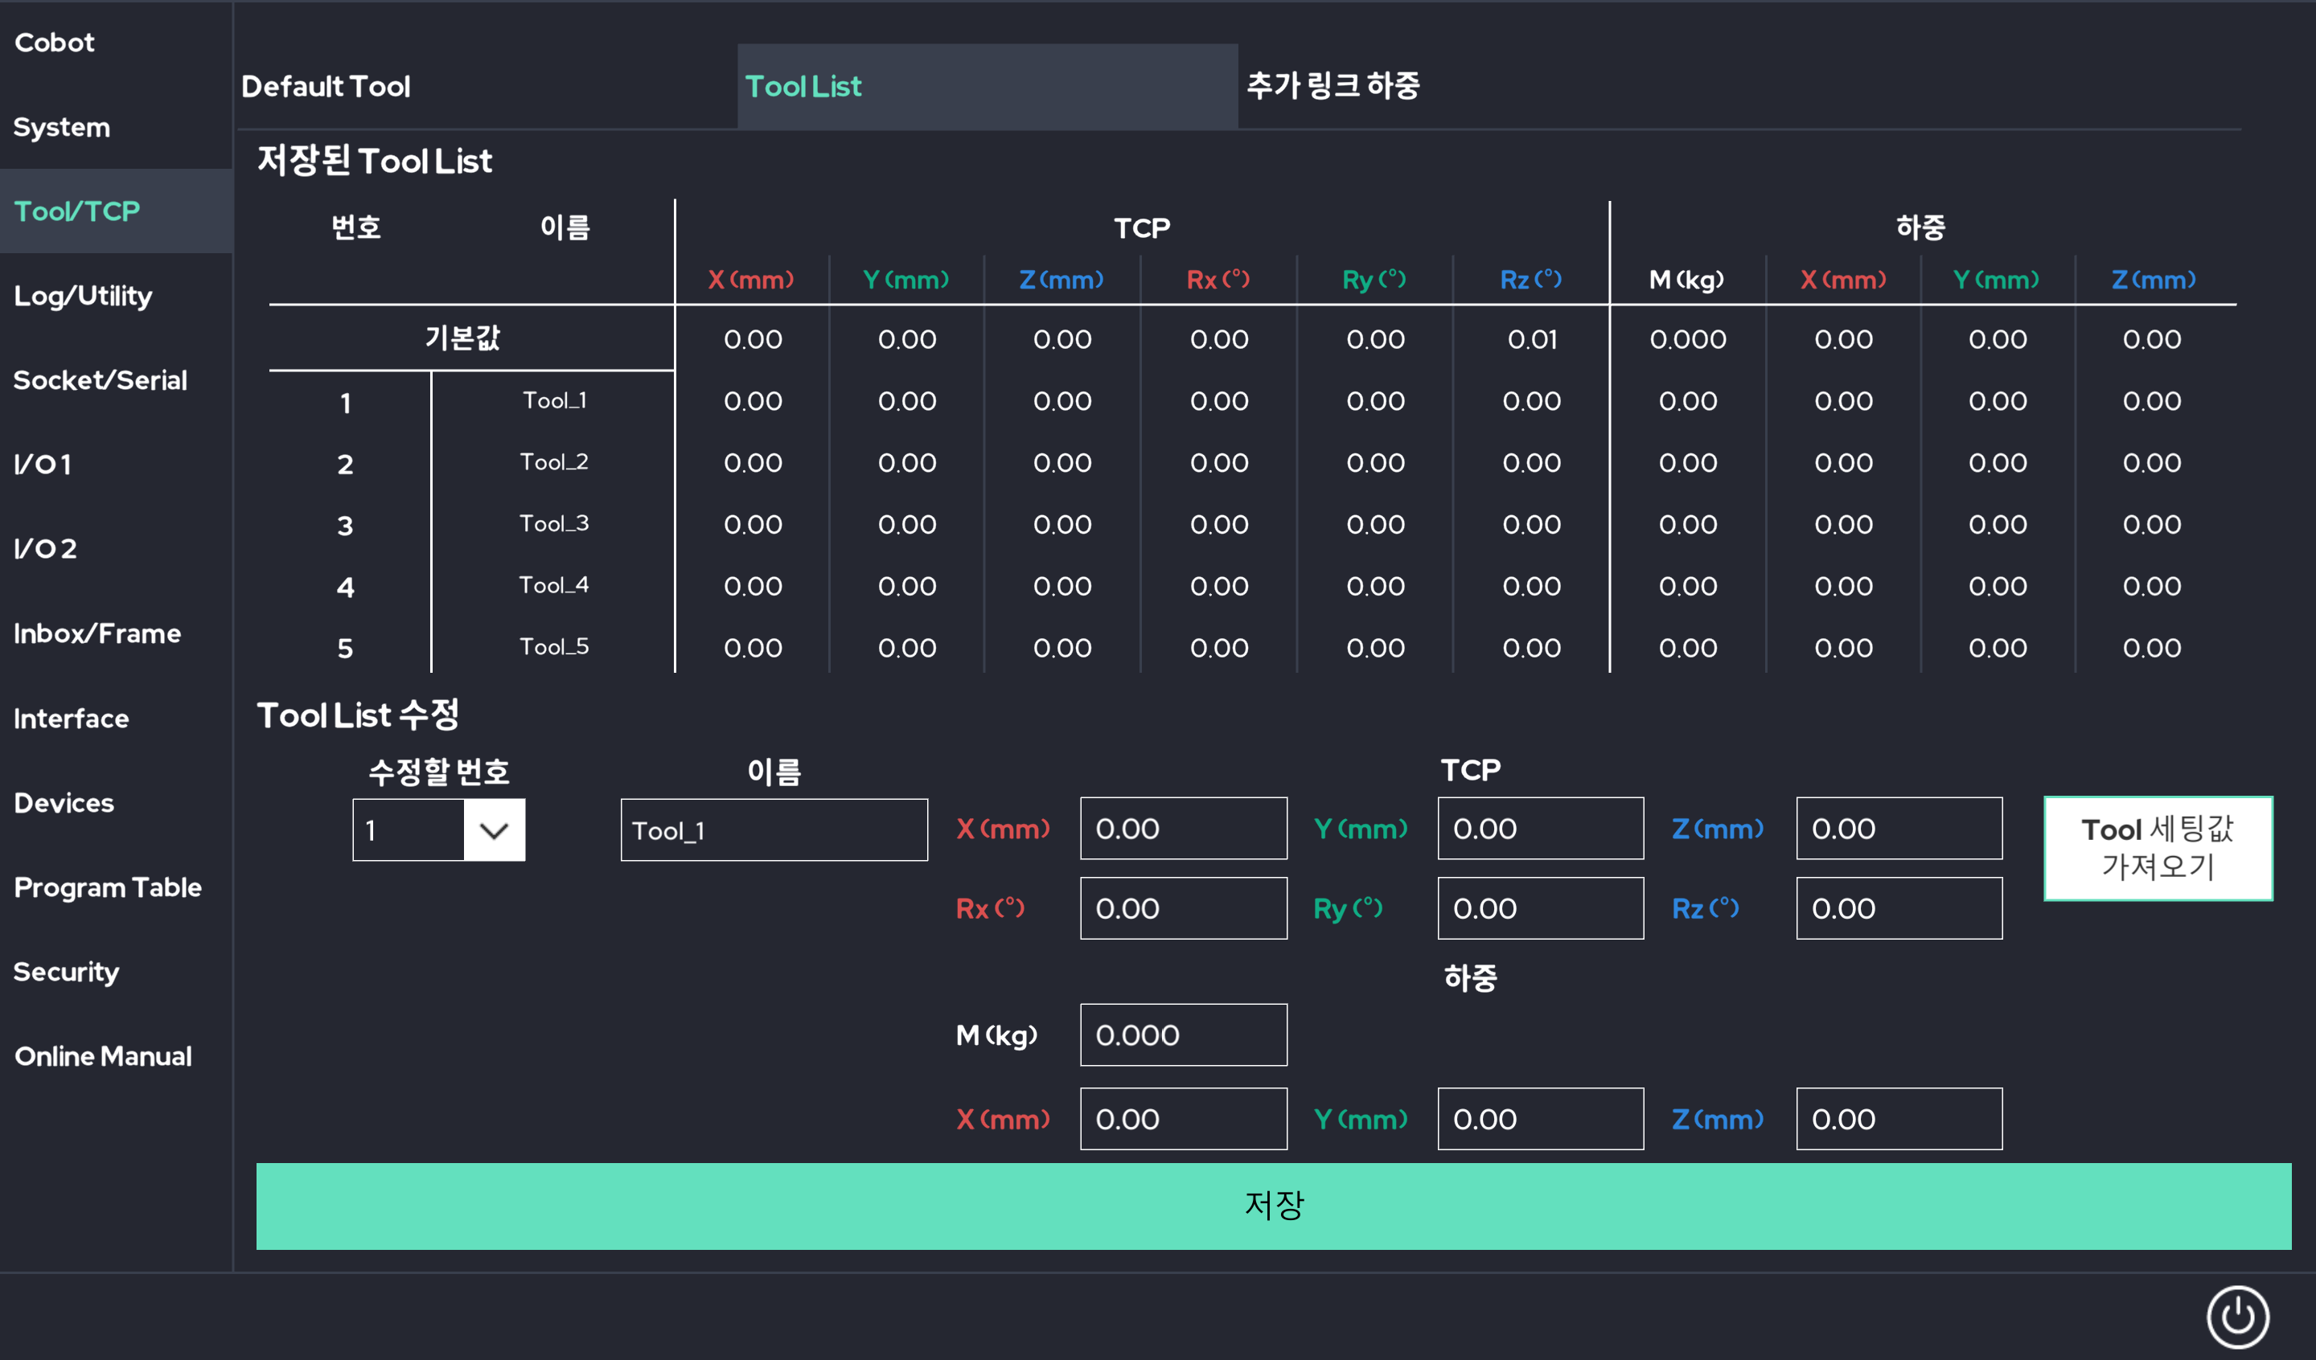 Cobot
System
Tool/TCP
Log/Utility
Socket/Serial
I/O 1
I/O 2
Inbox/Frame
Interface
Devices
Program Table
Security
Online Manual
Default Tool Tool List 추가 링크 하중
저장된 Tool List
번호 이름 TCP 하중
X (mm) Y (mm) Z (mm) Rx (°) Ry (°) Rz (°) M (kg) X (mm) Y (mm) Z (mm)
기본값 0.00 0.00 0.00 0.00 0.00 0.01 0.000 0.00 0.00 0.00
1 Tool_1 0.00 0.00 0.00 0.00 0.00 0.00 0.00 0.00 0.00 0.00
2 Tool_2 0.00 0.00 0.00 0.00 0.00 0.00 0.00 0.00 0.00 0.00
3 Tool_3 0.00 0.00 0.00 0.00 0.00 0.00 0.00 0.00 0.00 0.00
4 Tool_4 0.00 0.00 0.00 0.00 0.00 0.00 0.00 0.00 0.00 0.00
5 Tool_5 0.00 0.00 0.00 0.00 0.00 0.00 0.00 0.00 0.00 0.00
Tool List 수정
수정할 번호 이름 TCP
1 Tool_1 X (mm) 0.00 Y (mm) 0.00 Z (mm) 0.00
Tool 세팅값
가져오기
Rx (°) 0.00 Ry (°) 0.00 Rz (°) 0.00
하중
M (kg) 0.000
X (mm) 0.00 Y (mm) 0.00 Z (mm) 0.00
저장